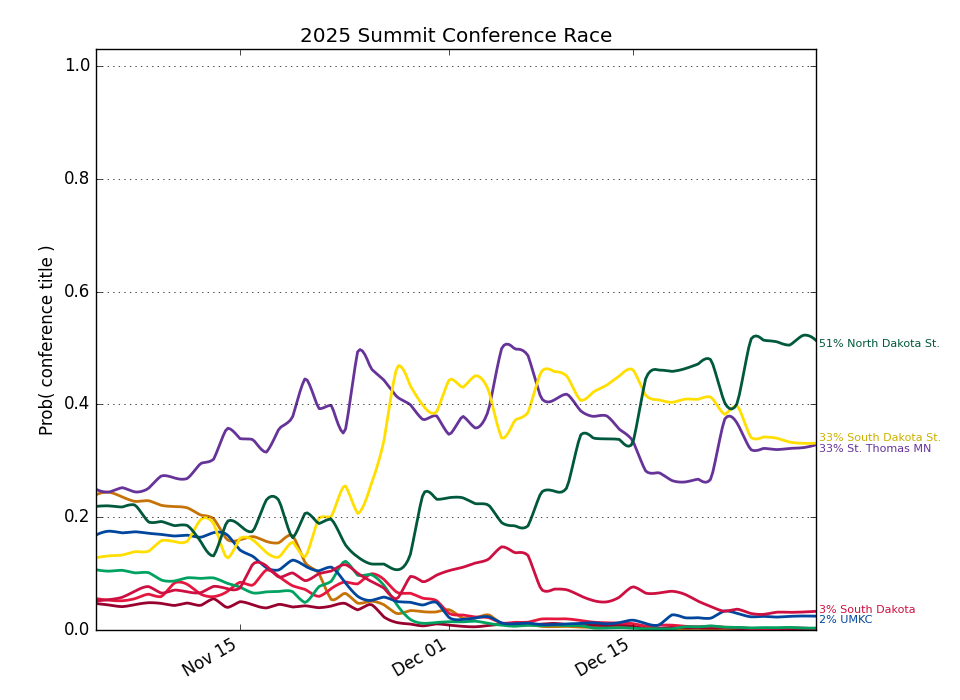 2025 Summit Conference Race
Prob( conference title )
1.0
0.8
0.6
0.4
0.2
0.0
Nov 15
Dec 01
Dec 15
51% North Dakota St.
33% South Dakota St.
33% St. Thomas MN
3% South Dakota
2% UMKC